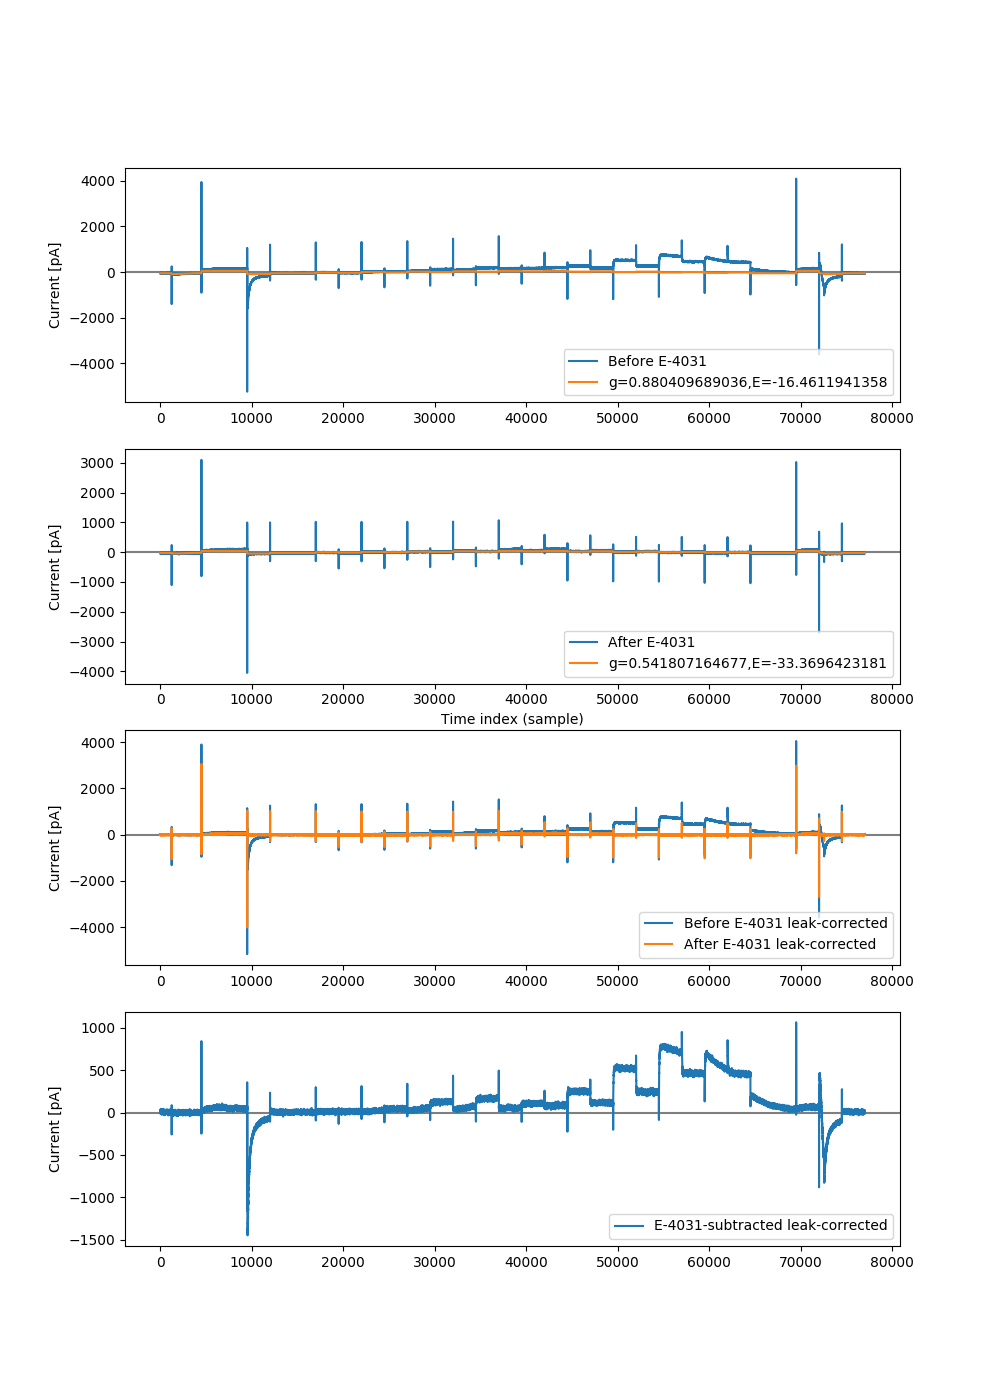 4000
2000
0
−2000
−4000
Current [pA]
Before E-4031
g=0.880409689036,E=-16.4611941358
0 10000 20000 30000 40000 50000 60000 70000 80000
3000
2000
1000
0
−1000
−2000
−3000
−4000
Current [pA]
After E-4031
g=0.541807164677,E=-33.3696423181
0 10000 20000 30000 40000 50000 60000 70000 80000
Time index (sample)
4000
2000
0
−2000
−4000
Current [pA]
Before E-4031 leak-corrected
After E-4031 leak-corrected
0 10000 20000 30000 40000 50000 60000 70000 80000
1000
500
0
−500
−1000
−1500
Current [pA]
E-4031-subtracted leak-corrected
0 10000 20000 30000 40000 50000 60000 70000 80000